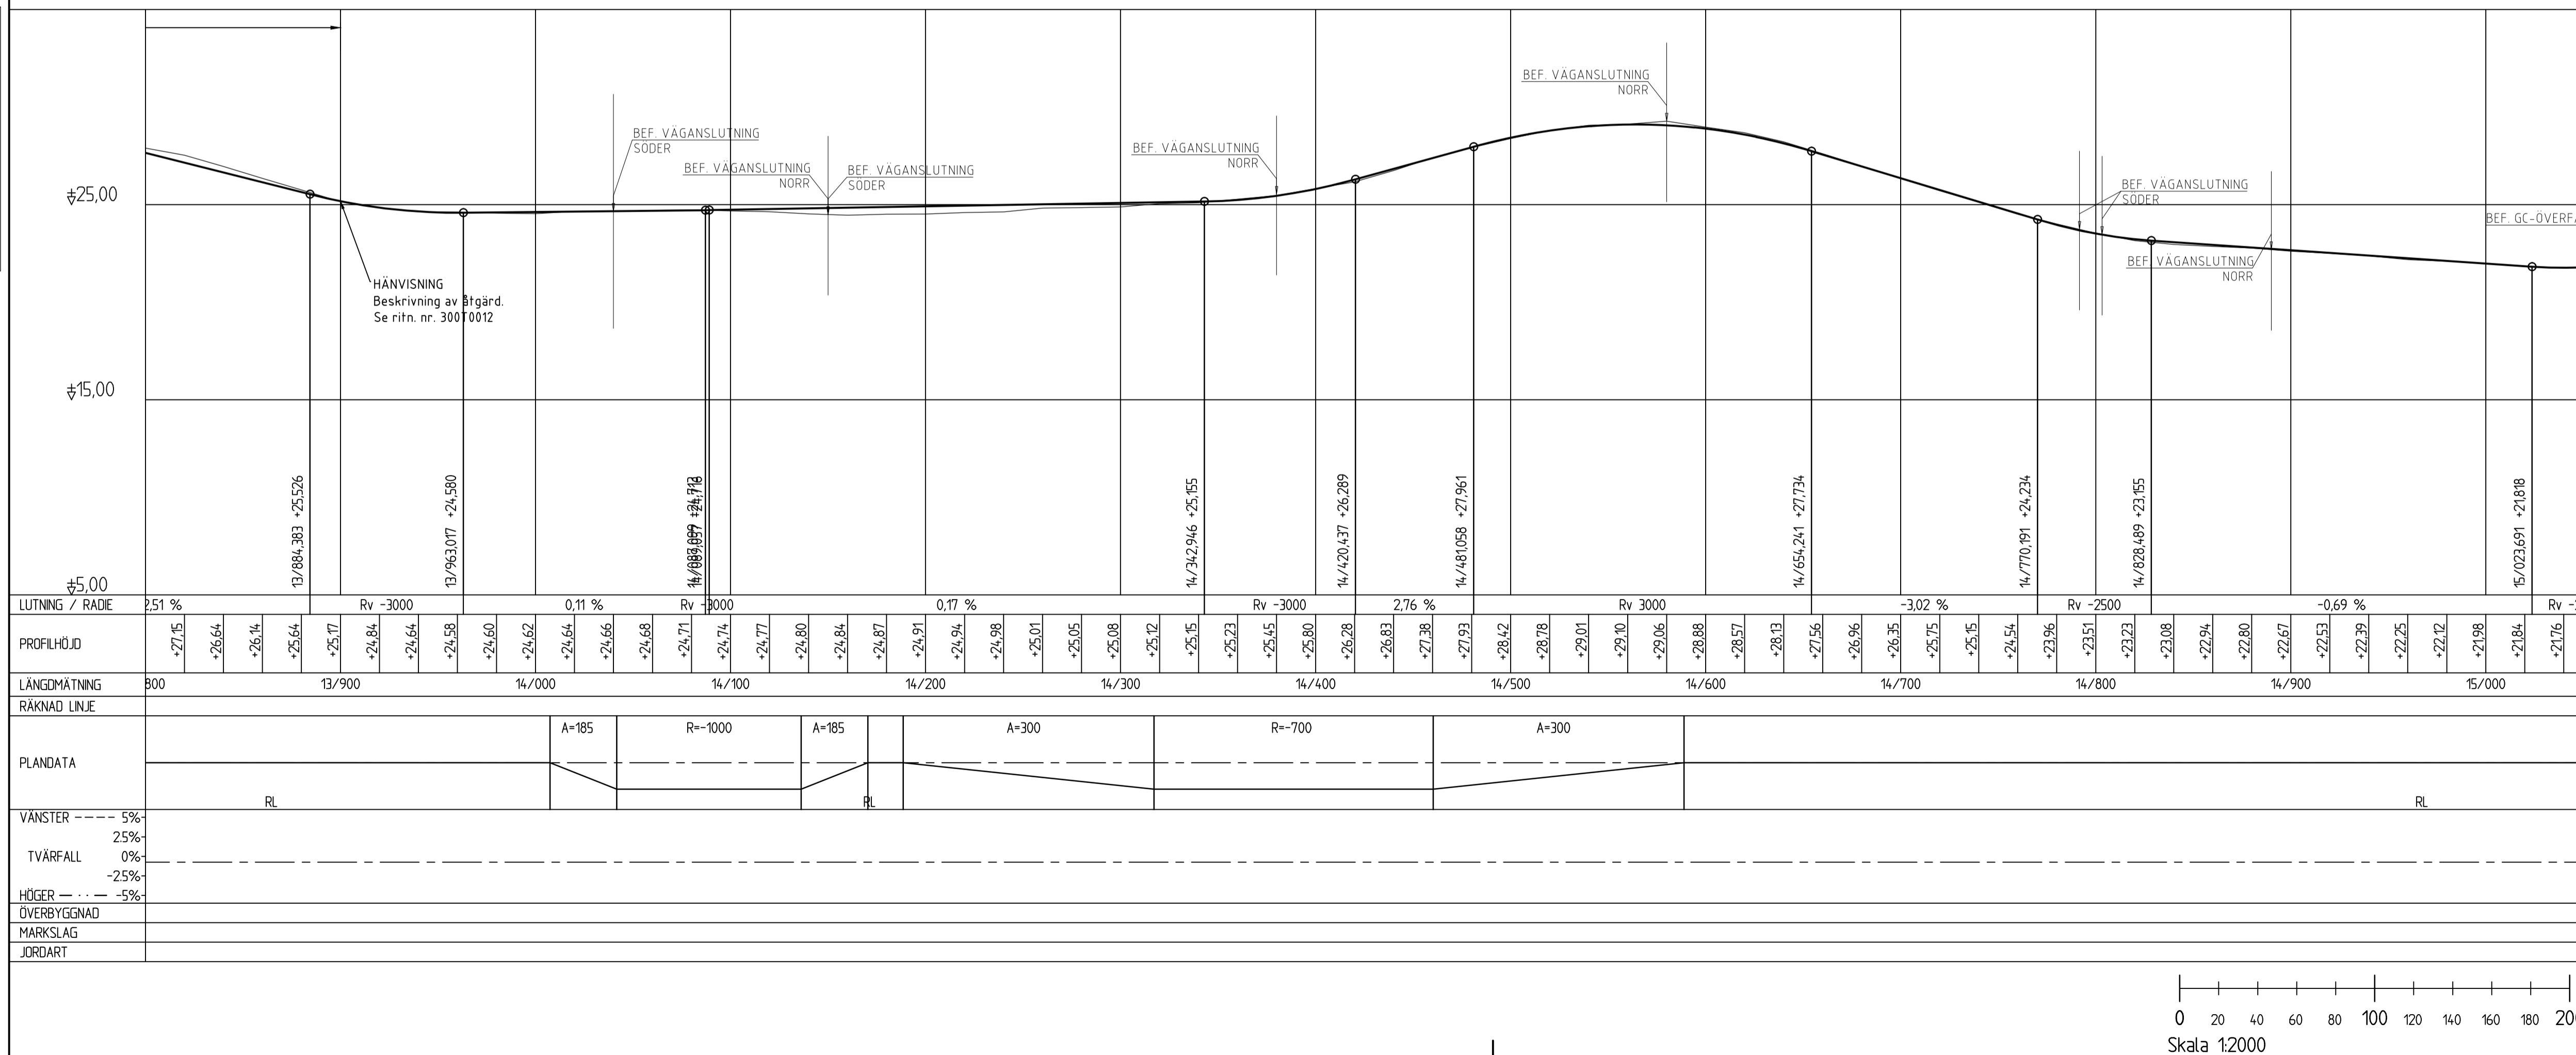 BEF. VÄGANSLUTNING
NORR
BEF. VÄGANSLUTNING
SÖDER
BEF. VÄGANSLUTNING
NORR
BEF. VÄGANSLUTNING
SÖDER
BEF. VÄGANSLUTNING
NORR
BEF. VÄGANSLUTNING
SÖDER
BEF. VÄGANSLUTNING
NORR
±25,00
HÄNVISNING
Beskrivning av åtgärd.
Se ritn. nr. 300T0012
±15,00
±5,00
13/884,383 +25,526
13/963,017 +24,580
14/342,946 +25,155
14/420,437 +26,289
14/481,058 +27,961
14/654,241 +27,734
14/770,191 +24,234
14/828,489 +23,155
15/023,691 +21,818
LUTNING / RADIE 2,51 % Rv -3000 0,11 % Rv -3000 0,17 % Rv -3000 2,76 % Rv 3000 -3,02 % Rv -2500 -0,69 %
PROFILHÖJD +27,15 +26,64 +26,14 +25,64 +25,17 +24,84 +24,64 +24,58 +24,60 +24,62 +24,64 +24,66 +24,68 +24,71 +24,74 +24,77 +24,80 +24,84 +24,87 +24,91 +24,94 +24,98 +25,01 +25,05 +25,08 +25,12 +25,15 +25,23 +25,45 +25,80 +26,28 +26,83 +27,38 +27,93 +28,42 +28,78 +29,01 +29,10 +29,06 +28,88 +28,57 +28,13 +27,56 +26,96 +26,35 +25,75 +25,15 +24,54 +23,96 +23,51 +23,23 +23,08 +22,94 +22,80 +22,67 +22,53 +22,39 +22,25 +22,12 +21,98 +21,84 +21,76
LÄNGDMÄTNING 800 13/900 14/000 14/100 14/200 14/300 14/400 14/500 14/600 14/700 14/800 14/900 15/000
RÄKNAD LINJE
A=185 R=-1000 A=185 A=300 R=-700 A=300
PLANDATA
RL RL RL
VÄNSTER 5%
2.5%
TVÄRFALL 0%
-2.5%
HÖGER -5%
ÖVERBYGGNAD
MARKSLAG
JORDART
0 20 40 60 80 100 120 140 160 180
Skala 1:2000